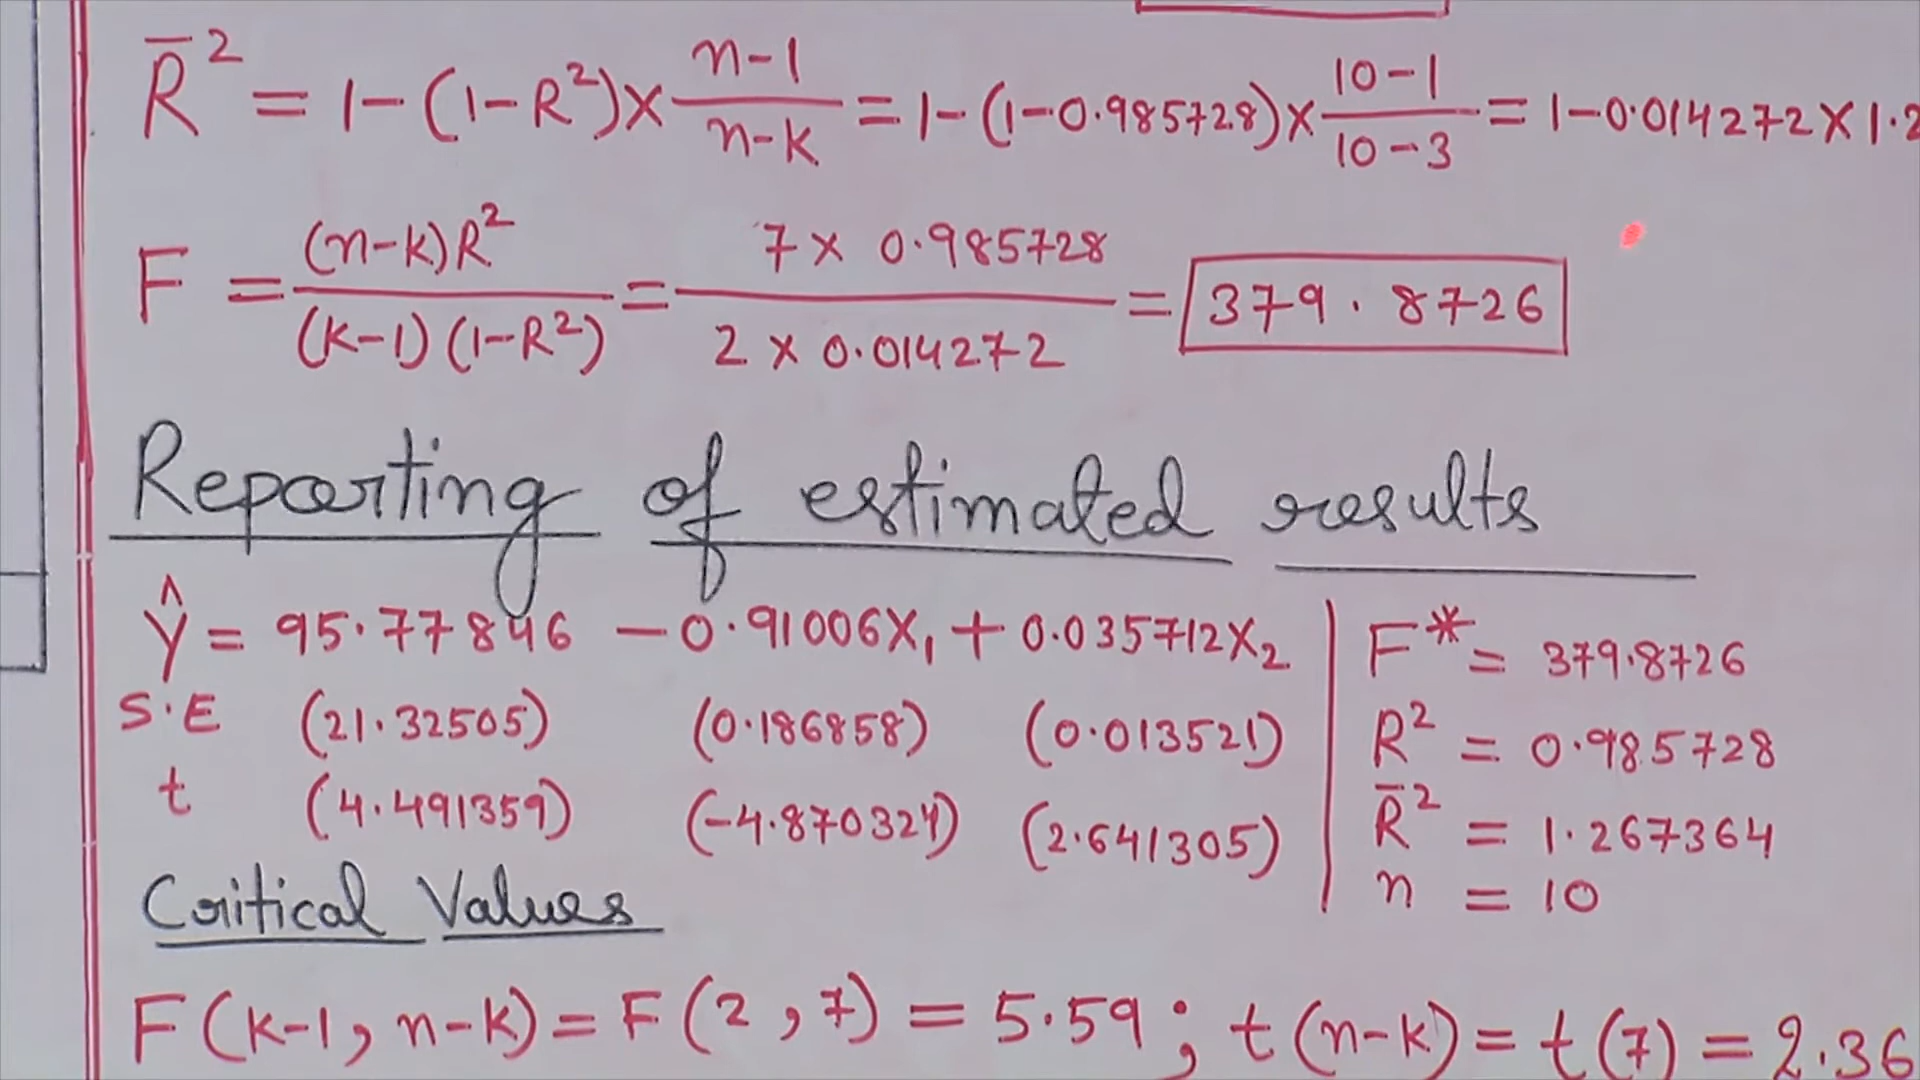 R̄² = 1-(1-R²)× (n-1)/(n-k) = 1-(1-0.985728)× (10-1)/(10-3) = 1-0.014272×1.2
F = (n-k)R²/(k-1)(1-R²) = 7× 0.985728/2 × 0.014272 = 379.8726
Reporting of estimated results
Ŷ = 95.77846 -0.91006X₁ + 0.035712X₂ F* = 379.8726
S.E (21.32505) (0.186858) (0.013521) R² = 0.985728
t (4.491359) (-4.870324) (2.641305) R̄² = 1.267364
n = 10
Critical Values
F(k-1, n-k) = F(2,7) = 5.59 ; t(n-k) = t(7) = 2.36